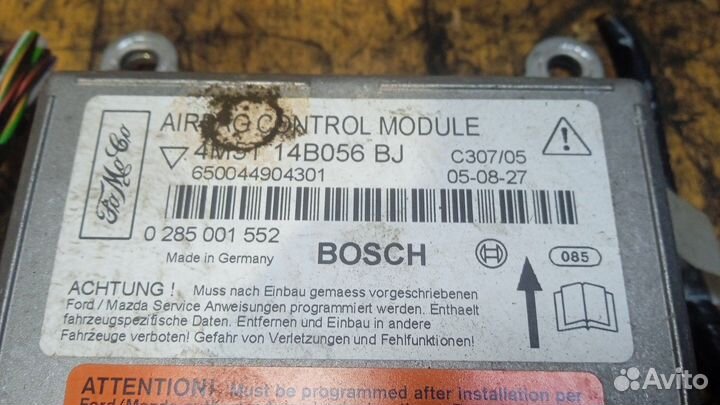 AIRBAG CONTROL MODULE
4M5T 14B056 BJ
C307/05
650044904301
05-08-27
FoMoCo
0 285 001 552
Made in Germany
BOSCH
085
ACHTUNG ! Muss nach Einbau gemaess vorgeschriebenen
Ford / Mazda Service Anweisungen programmiert werden. Enthaelt
fahrzeugspezifische Daten. Entfernen und Einbau in andere
Fahrzeuge verboten! Gefahr von Verletzungen und Fehlfunktionen!
ATTENTION! Must be programmed after installation per
Ford / Mazda
Avito